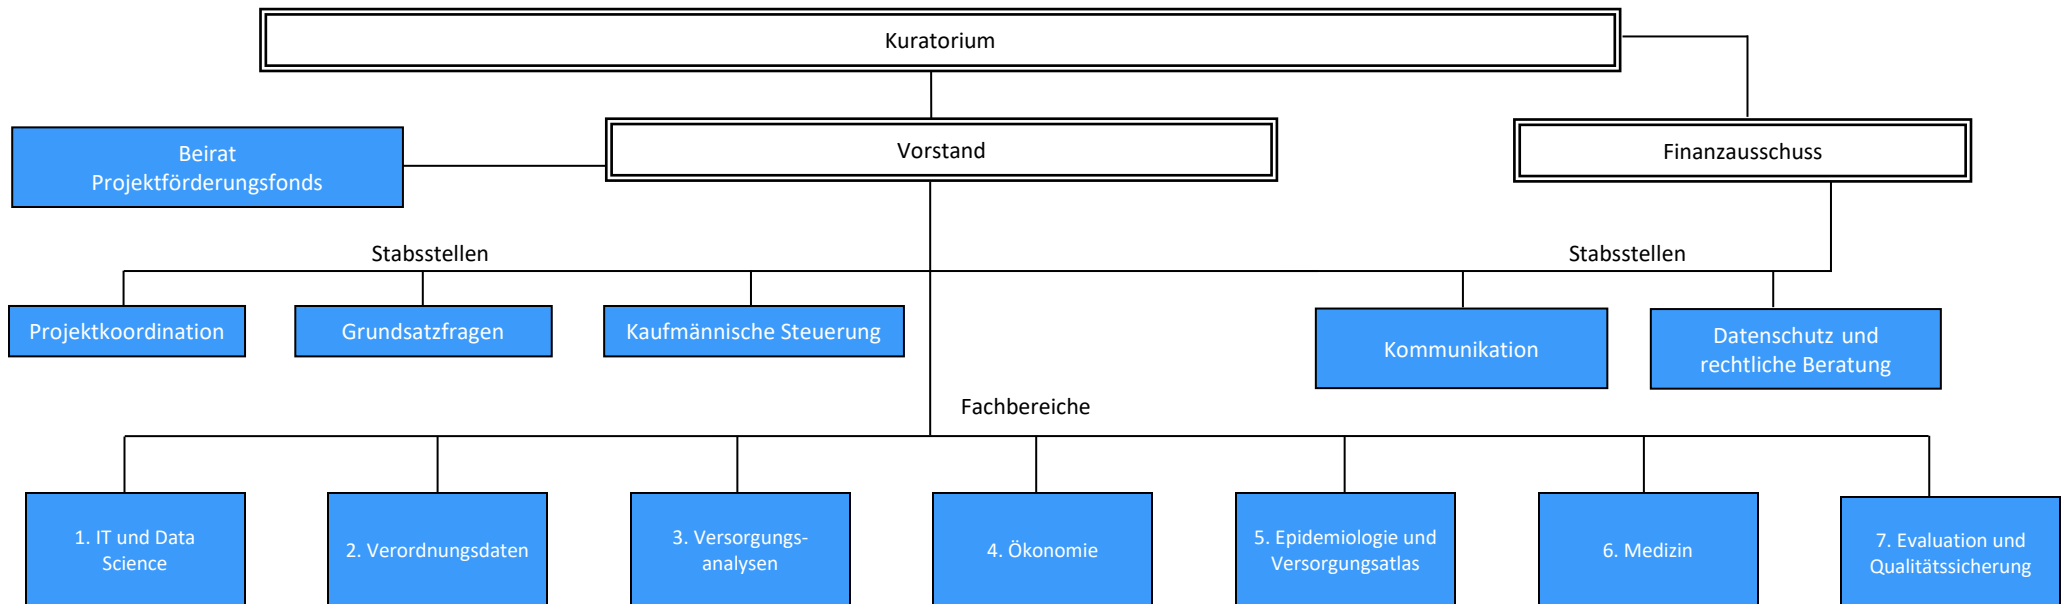 Kuratorium
Beirat
Projektförderungsfonds
Vorstand
Finanzausschuss
Stabsstellen
Stabsstellen
Projektkoordination
Grundsatzfragen
Kaufmännische Steuerung
Kommunikation
Datenschutz und
rechtliche Beratung
Fachbereiche
1. IT und Data
Science
2. Verordnungsdaten
3. Versorgungs-
analysen
4. Ökonomie
5. Epidemiologie und
Versorgungsatlas
6. Medizin
7. Evaluation und
Qualitätssicherung